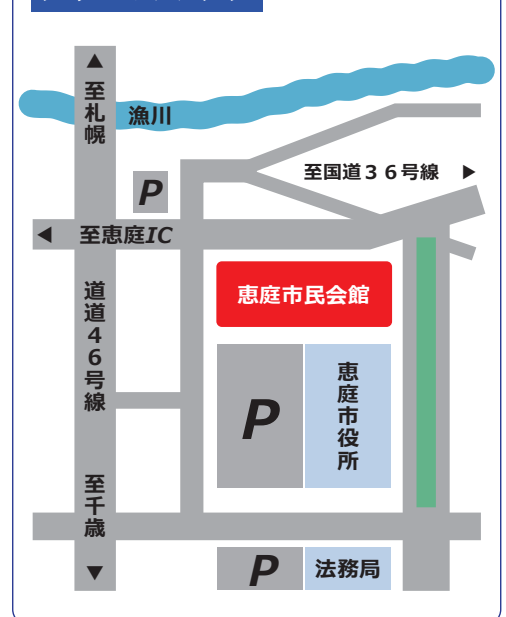 ▲
至札幌
漁川
至国道３６号線 ▶
P
◀ 至恵庭IC
恵庭市民会館
道道４６号線
P
恵庭市役所
至千歳
▼
P
法務局